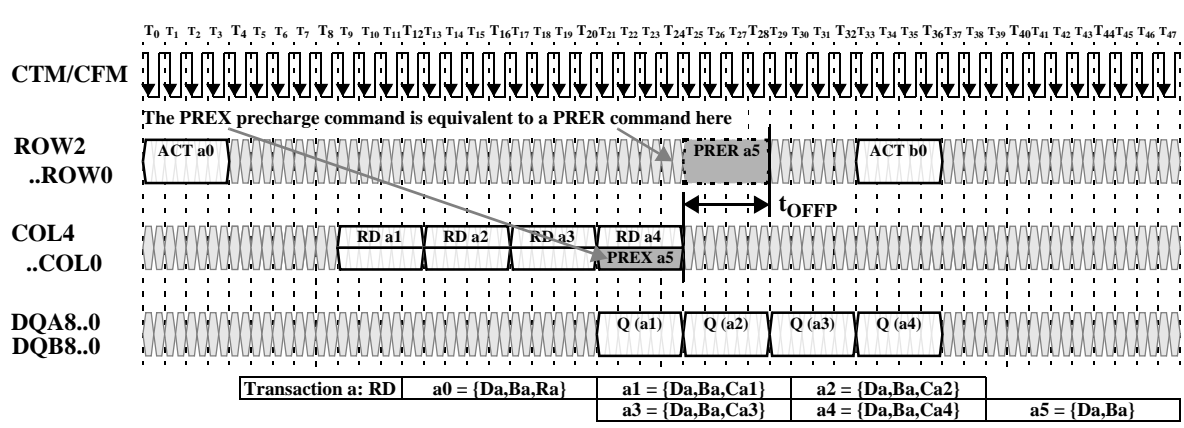 T0 T1 T2 T3 T4 T5 T6 T7 T8 T9 T10 T11 T12 T13 T14 T15 T16 T17 T18 T19 T20 T21 T22 T23 T24 T25 T26 T27 T28 T29 T30 T31 T32 T33 T34 T35 T36 T37 T38 T39 T40 T41 T42 T43 T44 T45 T46 T47
CTM/CFM
The PREX precharge command is equivalent to a PRER command here
ROW2 ACT a0 PRER a5 ACT b0
..ROW0
tOFFP
COL4 RD a1 RD a2 RD a3 RD a4
..COL0 PREX a5
DQA8..0 Q (a1) Q (a2) Q (a3) Q (a4)
DQB8..0
Transaction a: RD a0 = {Da,Ba,Ra} a1 = {Da,Ba,Ca1} a2 = {Da,Ba,Ca2}
a3 = {Da,Ba,Ca3} a4 = {Da,Ba,Ca4} a5 = {Da,Ba}